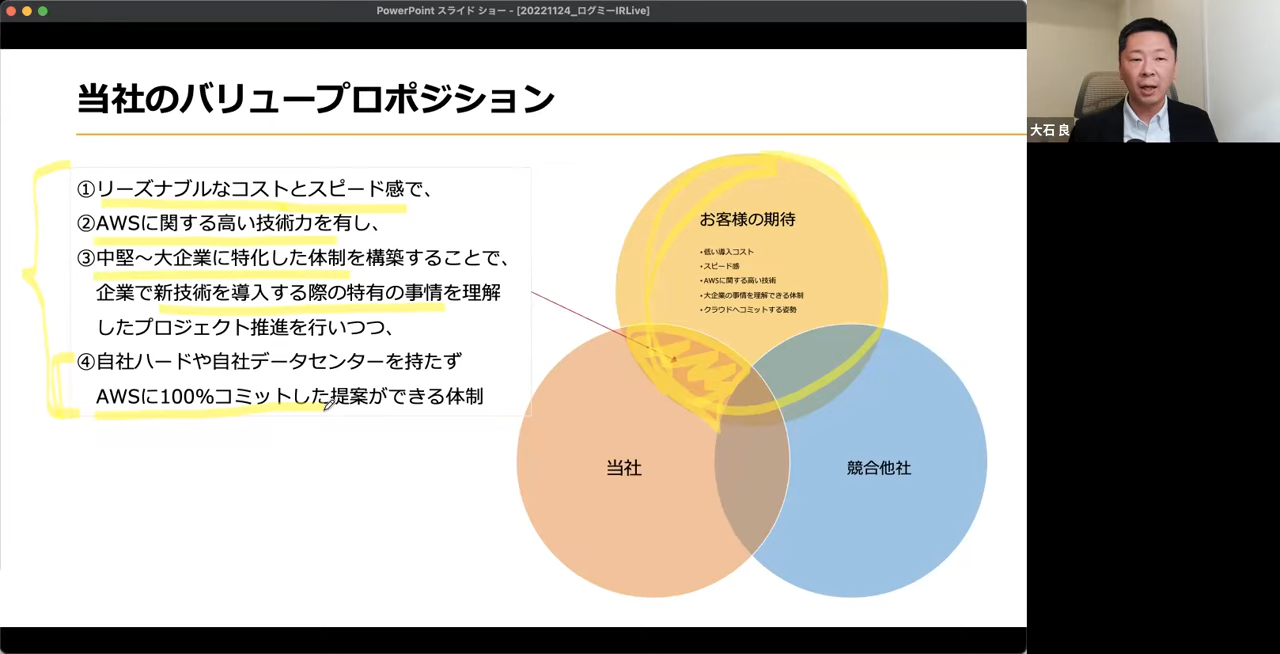 PowerPoint スライド ショー - [20221124_ログミーIRLive]
当社のバリュープロポジション
①リーズナブルなコストとスピード感で、
②AWSに関する高い技術力を有し、
③中堅～大企業に特化した体制を構築することで、
企業で新技術を導入する際の特有の事情を理解
したプロジェクト推進を行いつつ、
④自社ハードや自社データセンターを持たず
AWSに100%コミットした提案ができる体制
お客様の期待
•低い導入コスト
•スピード感
•AWSに関する高い技術
•大企業の事情を理解できる体制
•クラウドへコミットする姿勢
当社
競合他社
大石 良